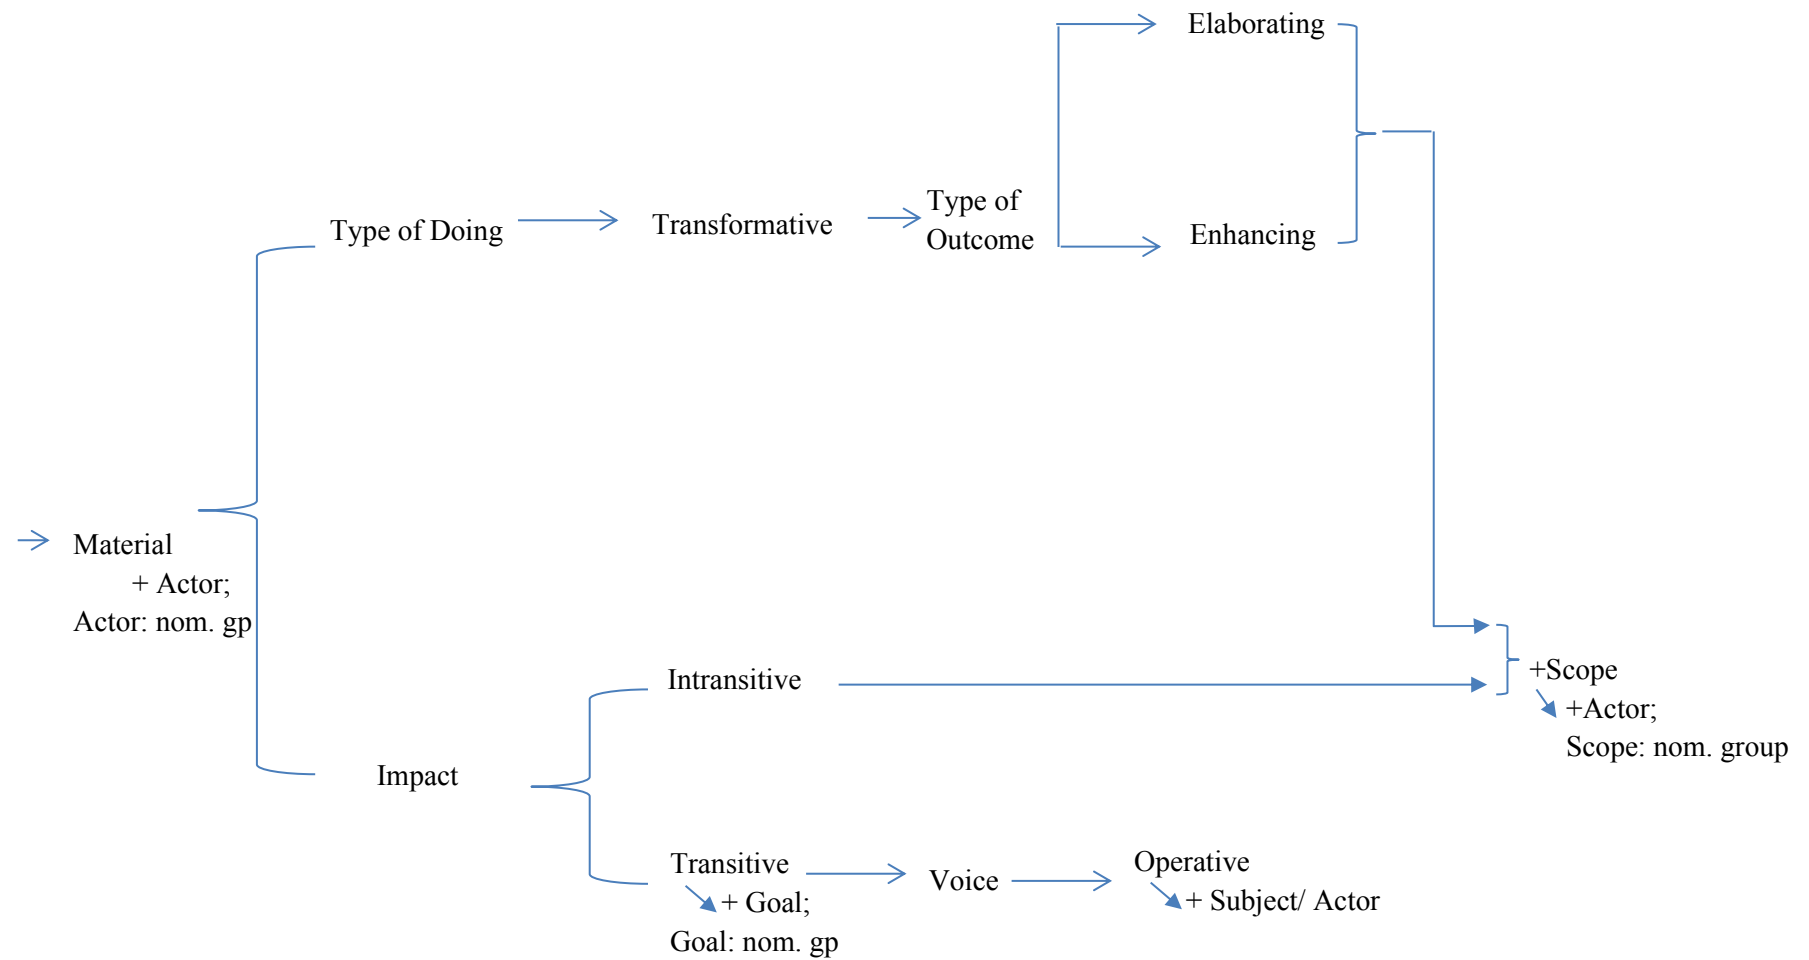 Elaborating
Type of
Outcome
Type of Doing
Transformative
Enhancing
Material
+ Actor;
Actor: nom. gp
Intransitive
+Scope
+Actor;
Scope: nom. group
Impact
Transitive
+ Goal;
Goal: nom. gp
Voice
Operative
+ Subject/ Actor